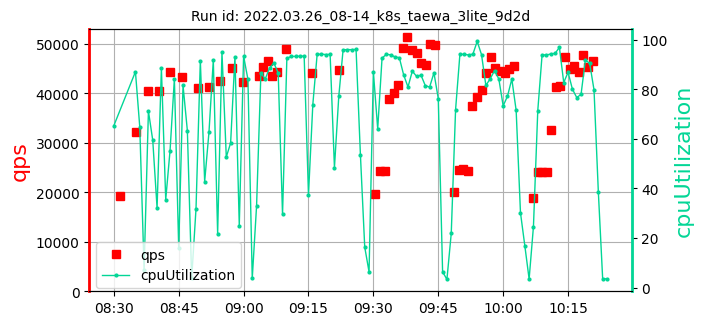 Run id: 2022.03.26_08-14_k8s_taewa_3lite_9d2d
50000
40000
30000
20000
10000
0
qps
100
80
60
40
20
0
cpuUtilization
qps
cpuUtilization
08:30 08:45 09:00 09:15 09:30 09:45 10:00 10:15